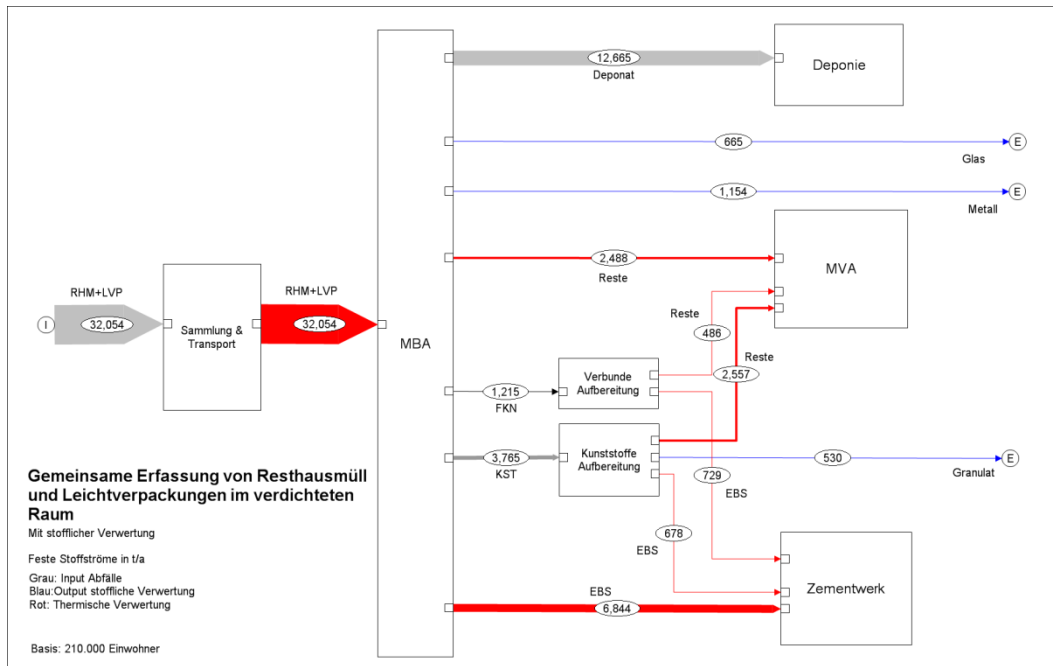 12,665
Deponat
Deponie
665
E
Glas
1,154
E
Metall
2,488
Reste
MVA
RHM+LVP
RHM+LVP
I
32,054
32,054
Sammlung &
Transport
MBA
Reste
486
Reste
2,557
Verbunde
Aufbereitung
1,215
FKN
Kunststoffe
Aufbereitung
3,765
KST
530
E
Granulat
729
EBS
678
EBS
Zementwerk
EBS
6,844
Gemeinsame Erfassung von Resthausmüll
und Leichtverpackungen im verdichteten
Raum
Mit stofflicher Verwertung
Feste Stoffströme in t/a
Grau: Input Abfälle
Blau:Output stoffliche Verwertung
Rot: Thermische Verwertung
Basis: 210.000 Einwohner